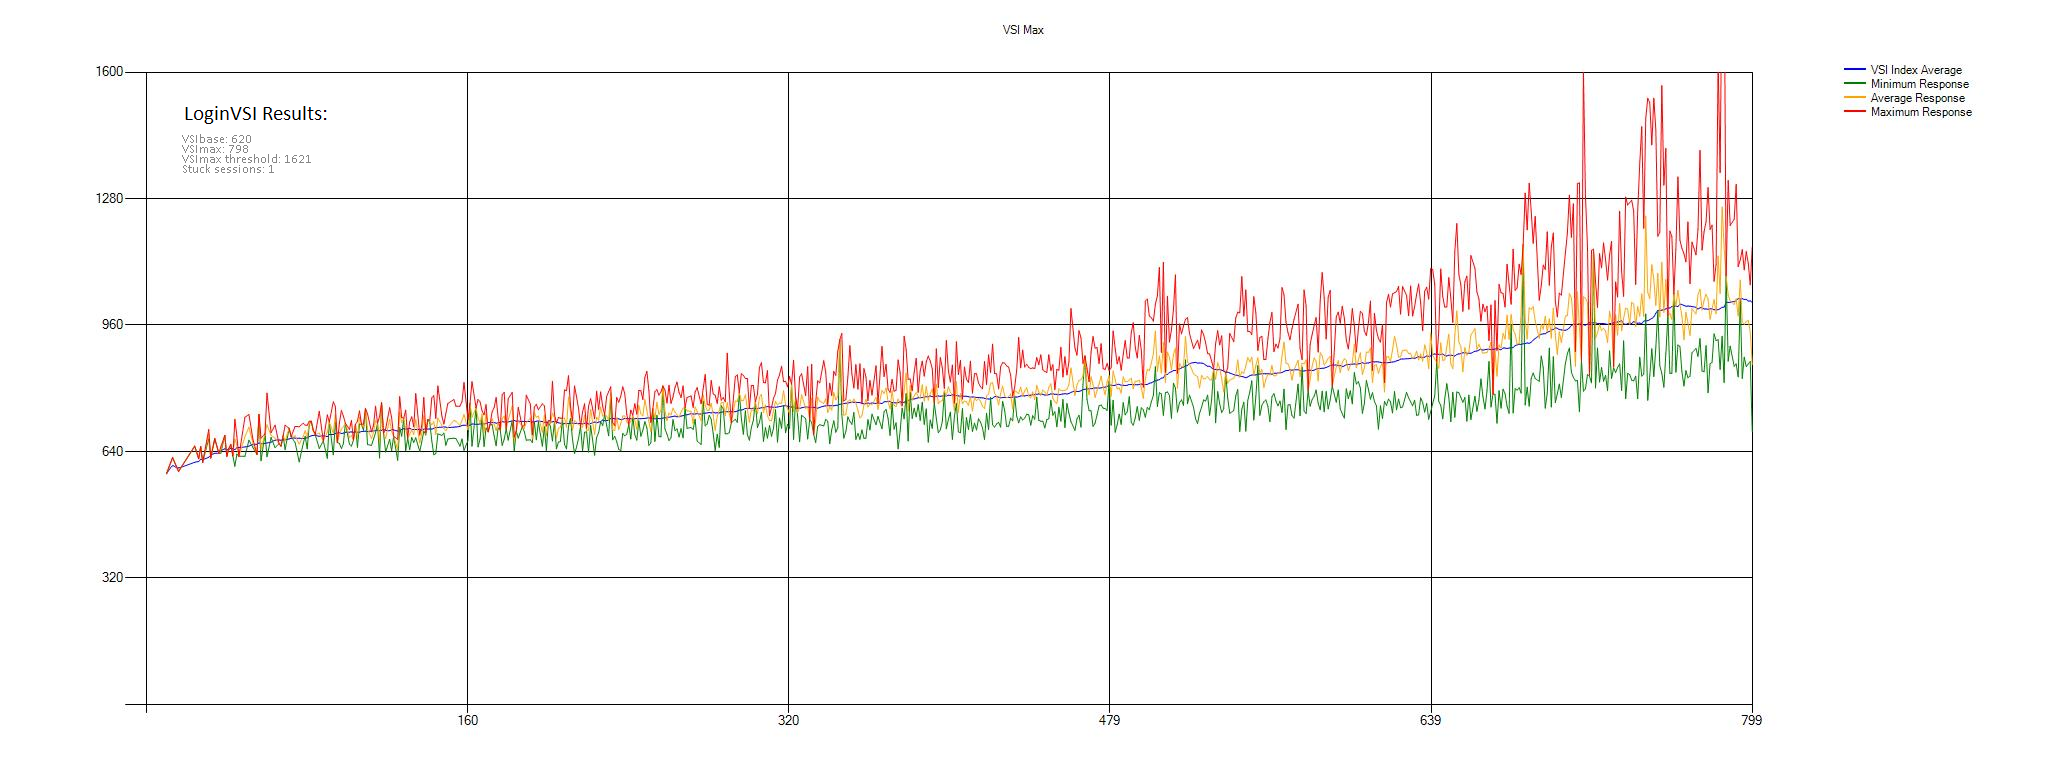 VSI Max
1600
1280
960
640
320
160
320
479
639
799
LoginVSI Results:
VSIbase: 620
VSImax: 798
VSImax threshold: 1621
Stuck sessions: 1
VSI Index Average
Minimum Response
Average Response
Maximum Response